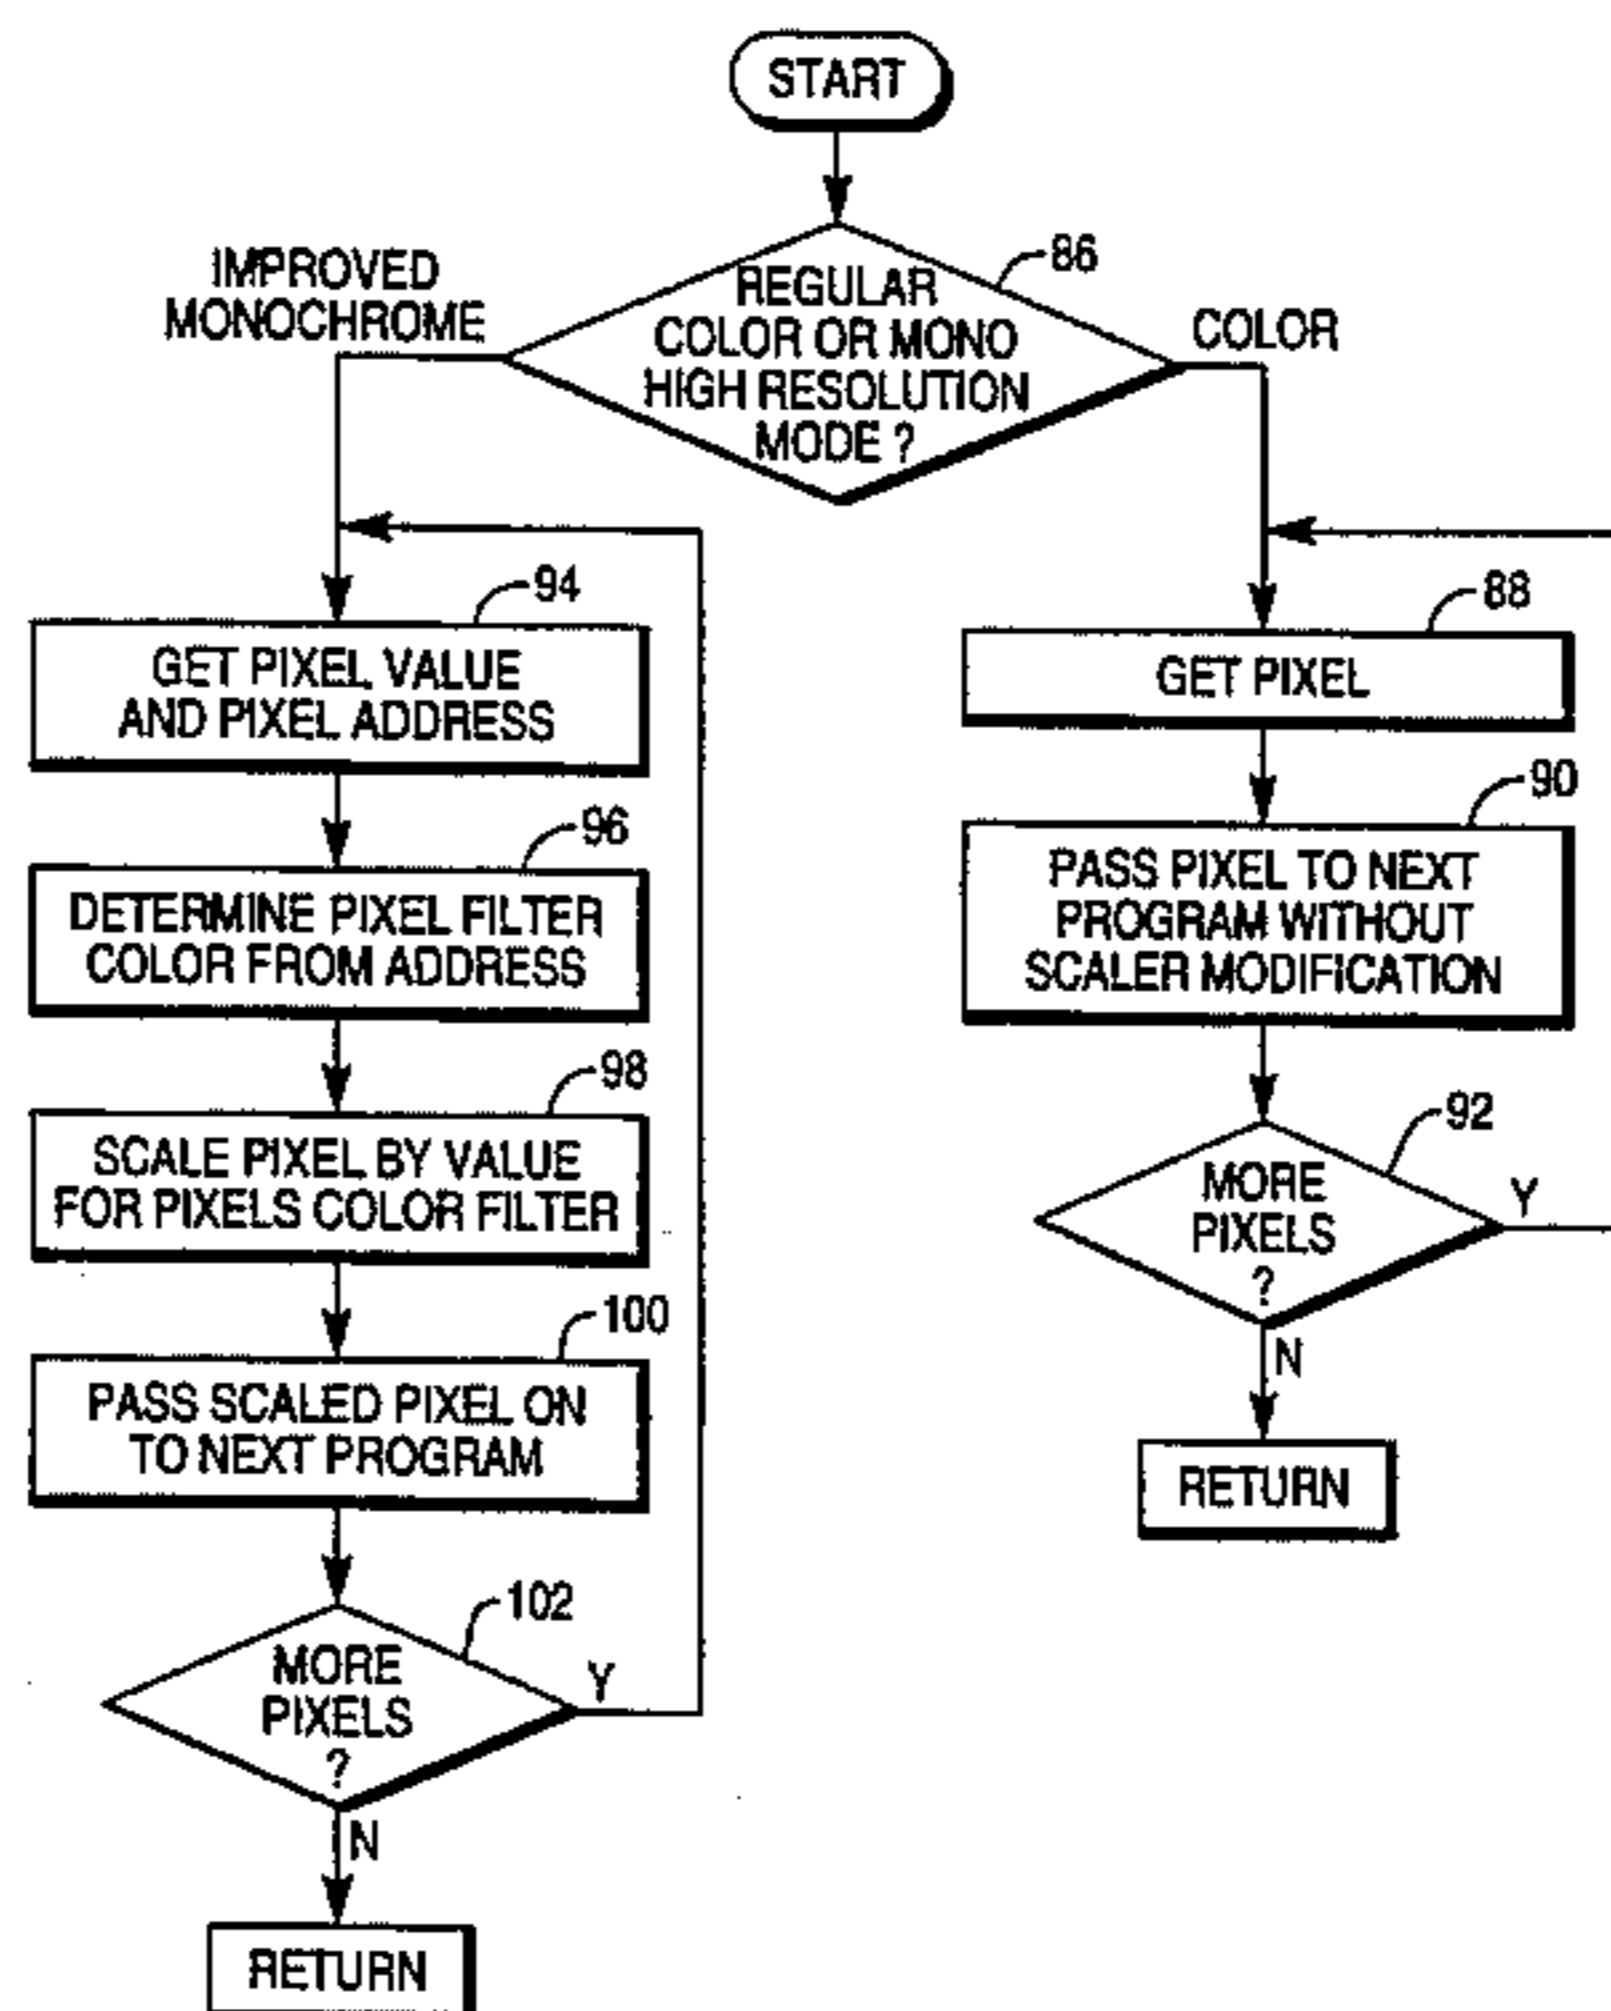 START
86
REGULAR
COLOR OR MONO
HIGH RESOLUTION
MODE ?
IMPROVED
MONOCHROME
COLOR
94
GET PIXEL VALUE
AND PIXEL ADDRESS
96
DETERMINE PIXEL FILTER
COLOR FROM ADDRESS
98
SCALE PIXEL BY VALUE
FOR PIXELS COLOR FILTER
100
PASS SCALED PIXEL ON
TO NEXT PROGRAM
102
MORE
PIXELS
?
Y
N
RETURN
88
GET PIXEL
90
PASS PIXEL TO NEXT
PROGRAM WITHOUT
SCALER MODIFICATION
92
MORE
PIXELS
?
Y
N
RETURN